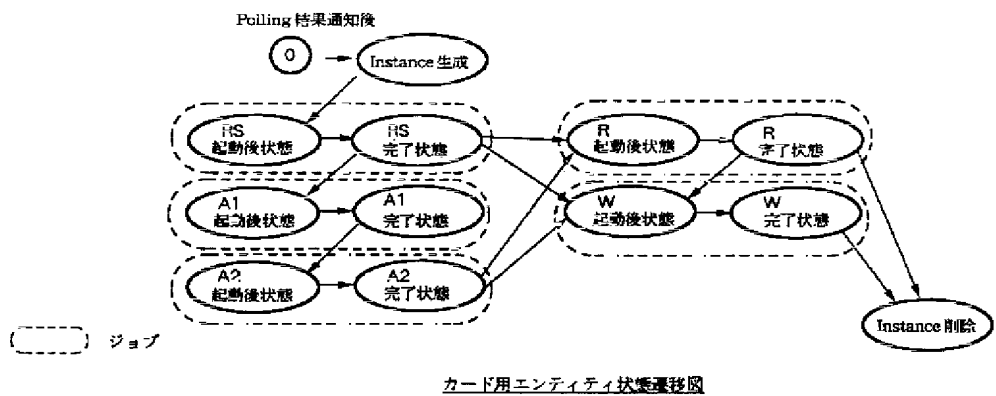 Polling 結果通知後
0
Instance 生成
RS
起動後状態
RS
完了状態
R
起動後状態
R
完了状態
A1
起動後状態
A1
完了状態
W
起動後状態
W
完了状態
A2
起動後状態
A2
完了状態
Instance 削除
ジョブ
カード用エンティティ状態遷移図